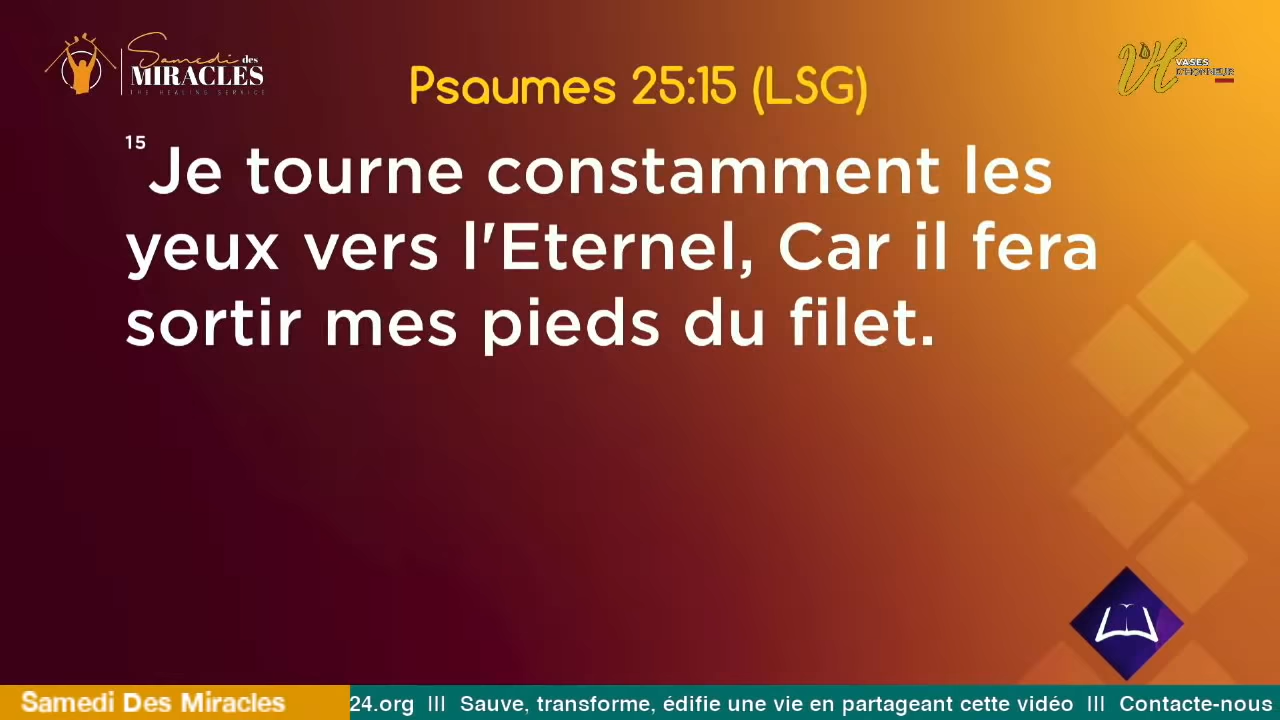 Samedi des
MIRACLES
THE HEALING SERVICE
Psaumes 25:15 (LSG)
VH VASES
D'HONNEUR
15 Je tourne constamment les
yeux vers l'Eternel, Car il fera
sortir mes pieds du filet.
Samedi Des Miracles
24.org III Sauve, transforme, édifie une vie en partageant cette vidéo III Contacte-nous